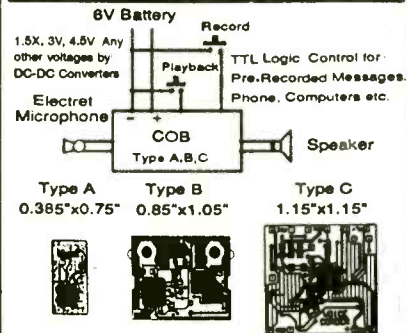 6V Battery
Record
1.5X, 3V, 4.5V Any
other voltages by
DC-DC Converters
Playback
TTL Logic Control for
Pre-Recorded Messages.
Phone, Computers etc.
Electret
Microphone
- +
COB
Type A,B,C
Speaker
Type A Type B Type C
0.385"x0.75" 0.85"x1.05" 1.15"x1.15"